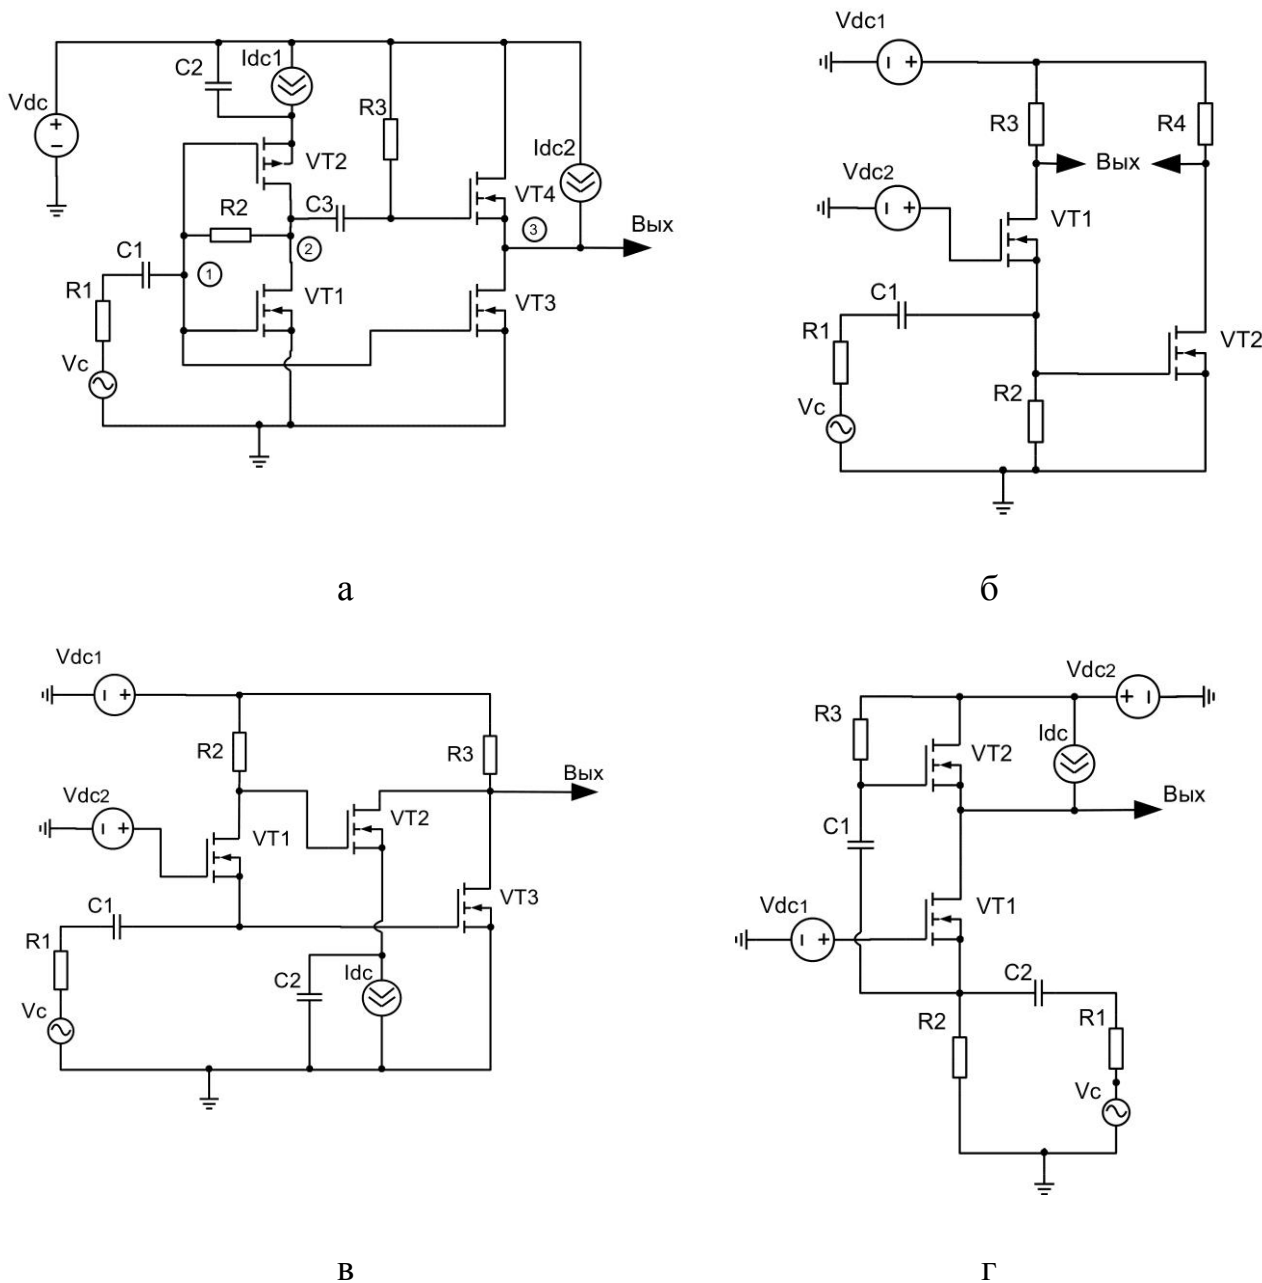 Vdc
C2
Idc1
VT2
R3
Idc2
VT4
R2
C3
3
Вых
C1
1
2
R1
VT1
VT3
Vc
а
Vdc1
R3
R4
Вых
Vdc2
VT1
C1
R1
VT2
R2
Vc
б
Vdc1
R2
R3
Вых
Vdc2
VT1
VT2
C1
VT3
R1
C2
Idc
Vc
в
Vdc2
R3
Idc
VT2
Вых
C1
Vdc1
VT1
C2
R2
R1
Vc
г